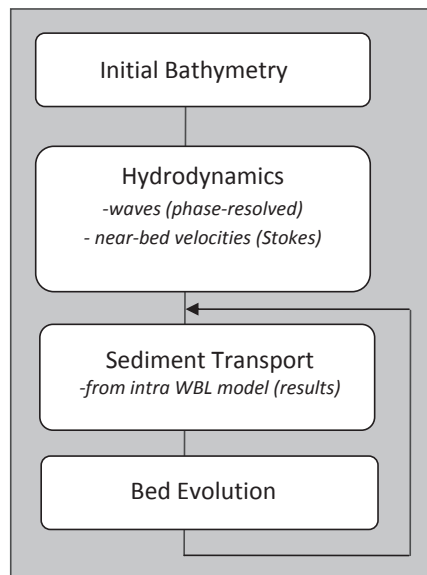 Initial Bathymetry
Hydrodynamics
-waves (phase-resolved)
- near-bed velocities (Stokes)
Sediment Transport
-from intra WBL model (results)
Bed Evolution